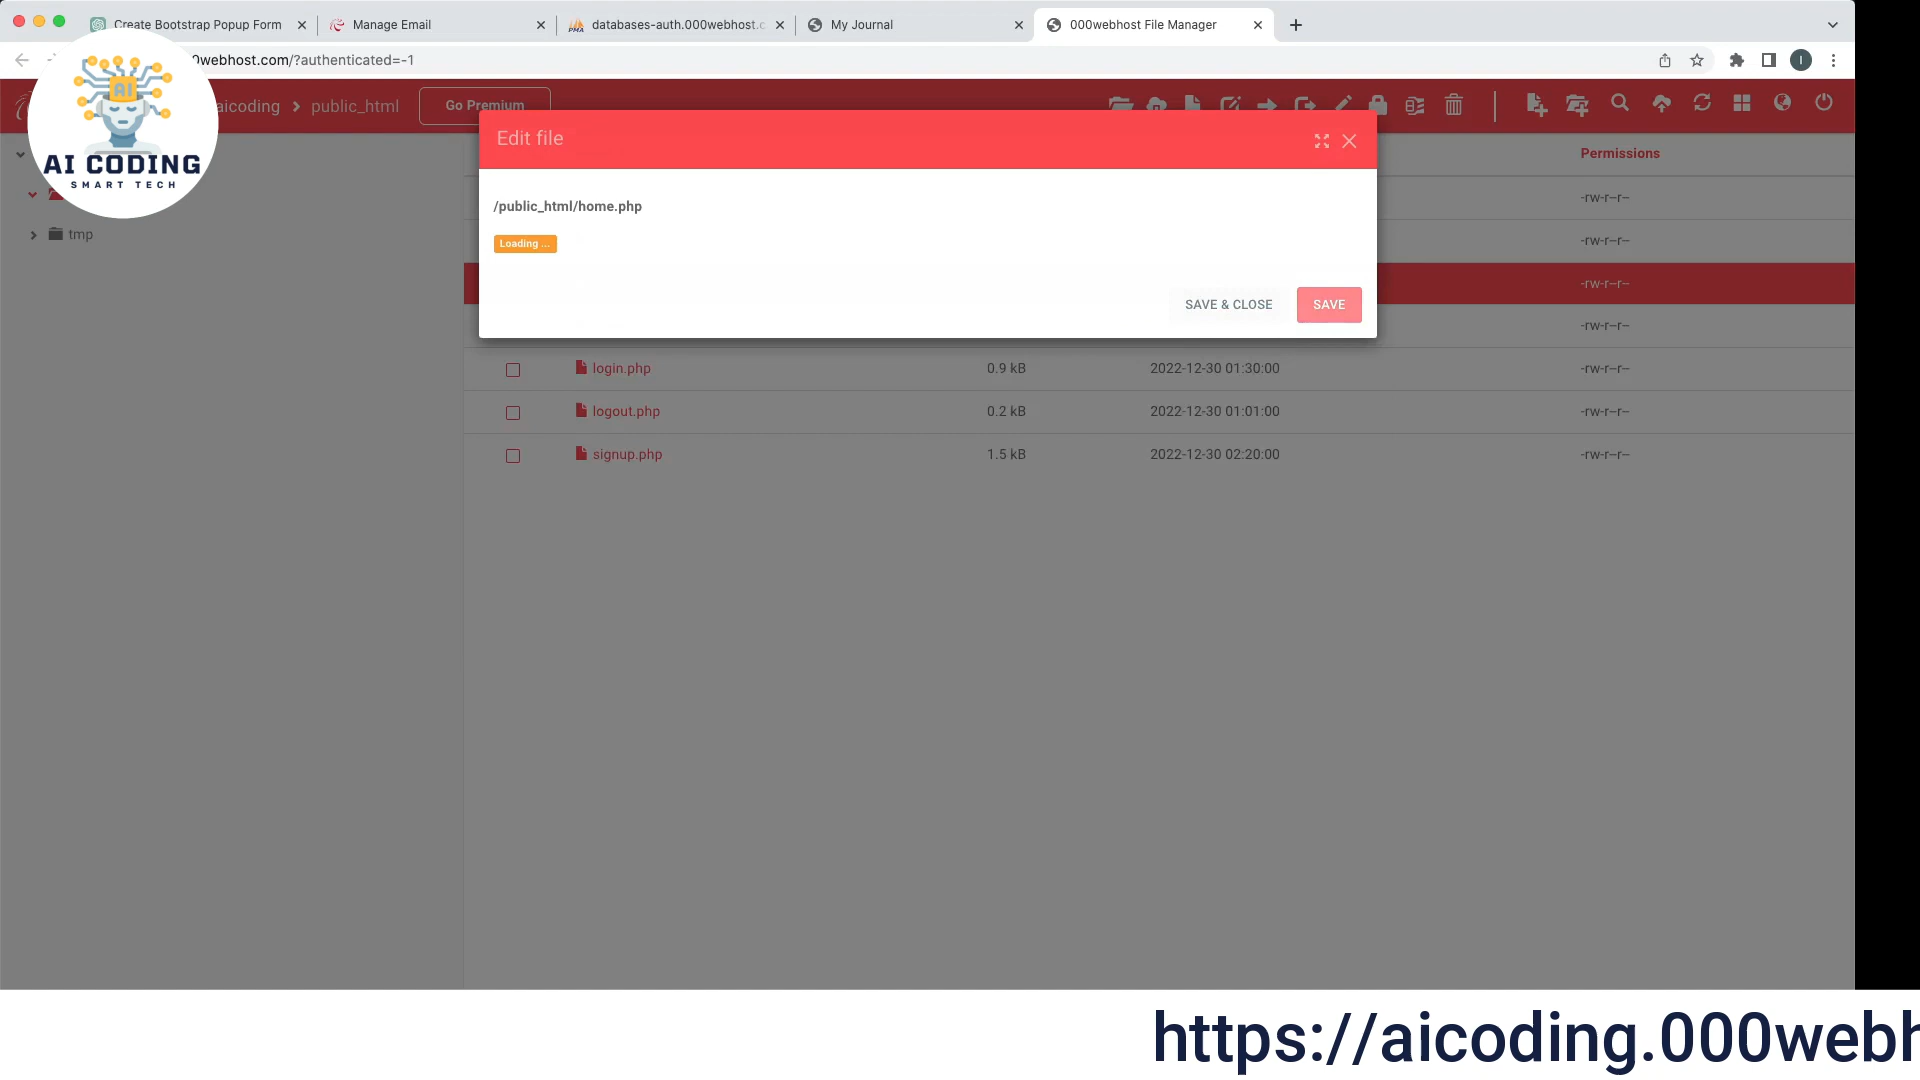 Create Bootstrap Popup Form
Manage Email
databases-auth.000webhost.c
My Journal
000webhost File Manager
0webhost.com/?authenticated=-1
I
aicoding
public_html
Go Premium
AI
AI CODING
SMART TECH
tmp
Permissions
Edit file
/public_html/home.php
Loading ...
SAVE & CLOSE
SAVE
-rw-r--r--
-rw-r--r--
-rw-r--r--
-rw-r--r--
login.php 0.9 kB 2022-12-30 01:30:00 -rw-r--r--
logout.php 0.2 kB 2022-12-30 01:01:00 -rw-r--r--
signup.php 1.5 kB 2022-12-30 02:20:00 -rw-r--r--
https://aicoding.000webh